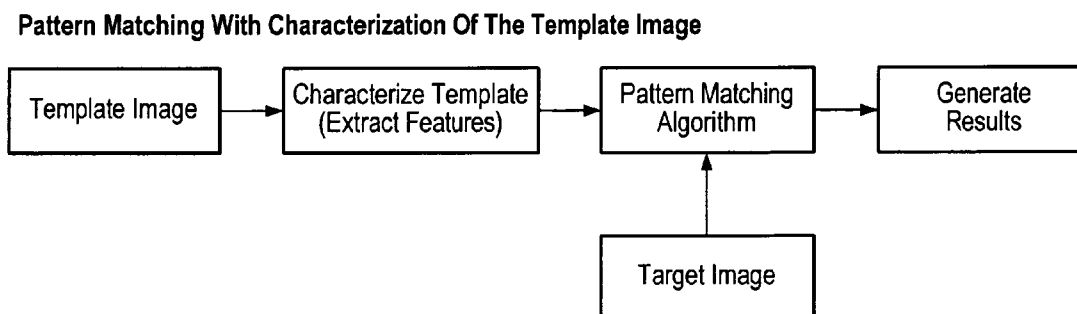 Pattern Matching With Characterization Of The Template Image
Template Image
Characterize Template
(Extract Features)
Pattern Matching
Algorithm
Generate
Results
Target Image